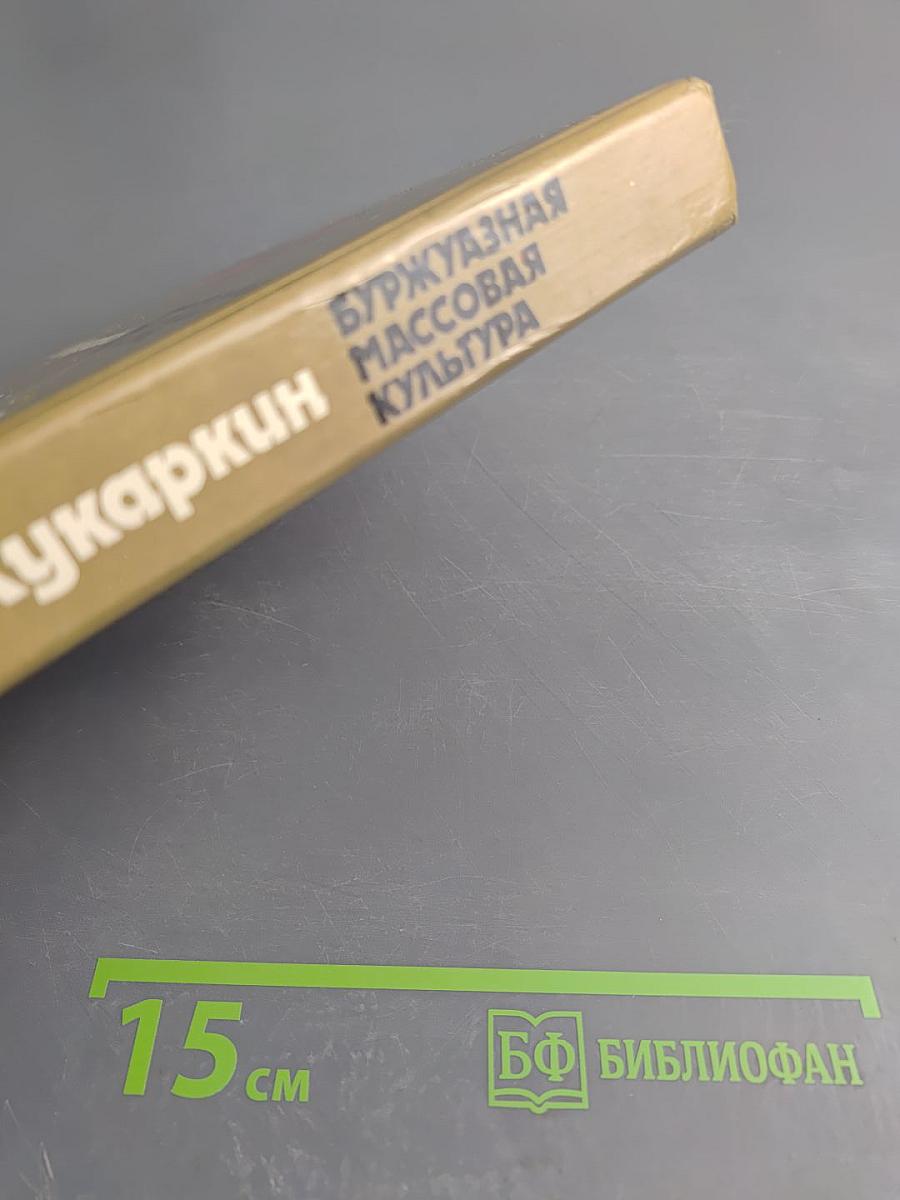 Кукаркин
БУРЖУАЗНАЯ
МАССОВАЯ
КУЛЬТУРА
15 см
БФ БИБЛИОФАН